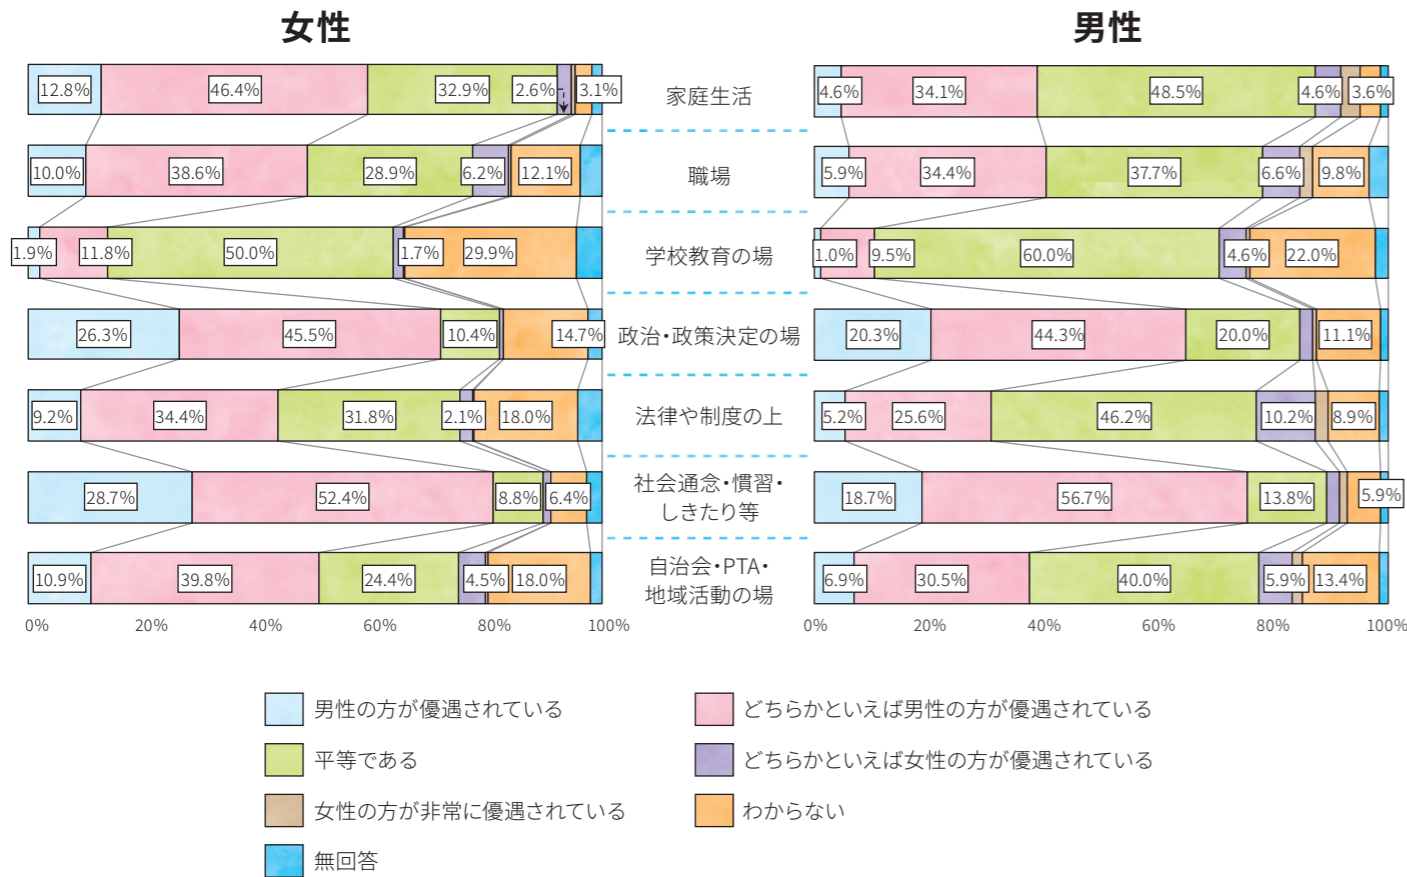 女性
男性
12.8% 46.4% 32.9% 2.6% 3.1%
家庭生活
4.6% 34.1% 48.5% 4.6% 3.6%
10.0% 38.6% 28.9% 6.2% 12.1%
職場
5.9% 34.4% 37.7% 6.6% 9.8%
1.9% 11.8% 50.0% 1.7% 29.9%
学校教育の場
1.0% 9.5% 60.0% 4.6% 22.0%
26.3% 45.5% 10.4% 14.7%
政治・政策決定の場
20.3% 44.3% 20.0% 11.1%
9.2% 34.4% 31.8% 2.1% 18.0%
法律や制度の上
5.2% 25.6% 46.2% 10.2% 8.9%
28.7% 52.4% 8.8% 6.4%
社会通念・慣習・
しきたり等
18.7% 56.7% 13.8% 5.9%
10.9% 39.8% 24.4% 4.5% 18.0%
自治会・PTA・
地域活動の場
6.9% 30.5% 40.0% 5.9% 13.4%
0% 20% 40% 60% 80% 100%
0% 20% 40% 60% 80% 100%
男性の方が優遇されている
どちらかといえば男性の方が優遇されている
平等である
どちらかといえば女性の方が優遇されている
女性の方が非常に優遇されている
わからない
無回答